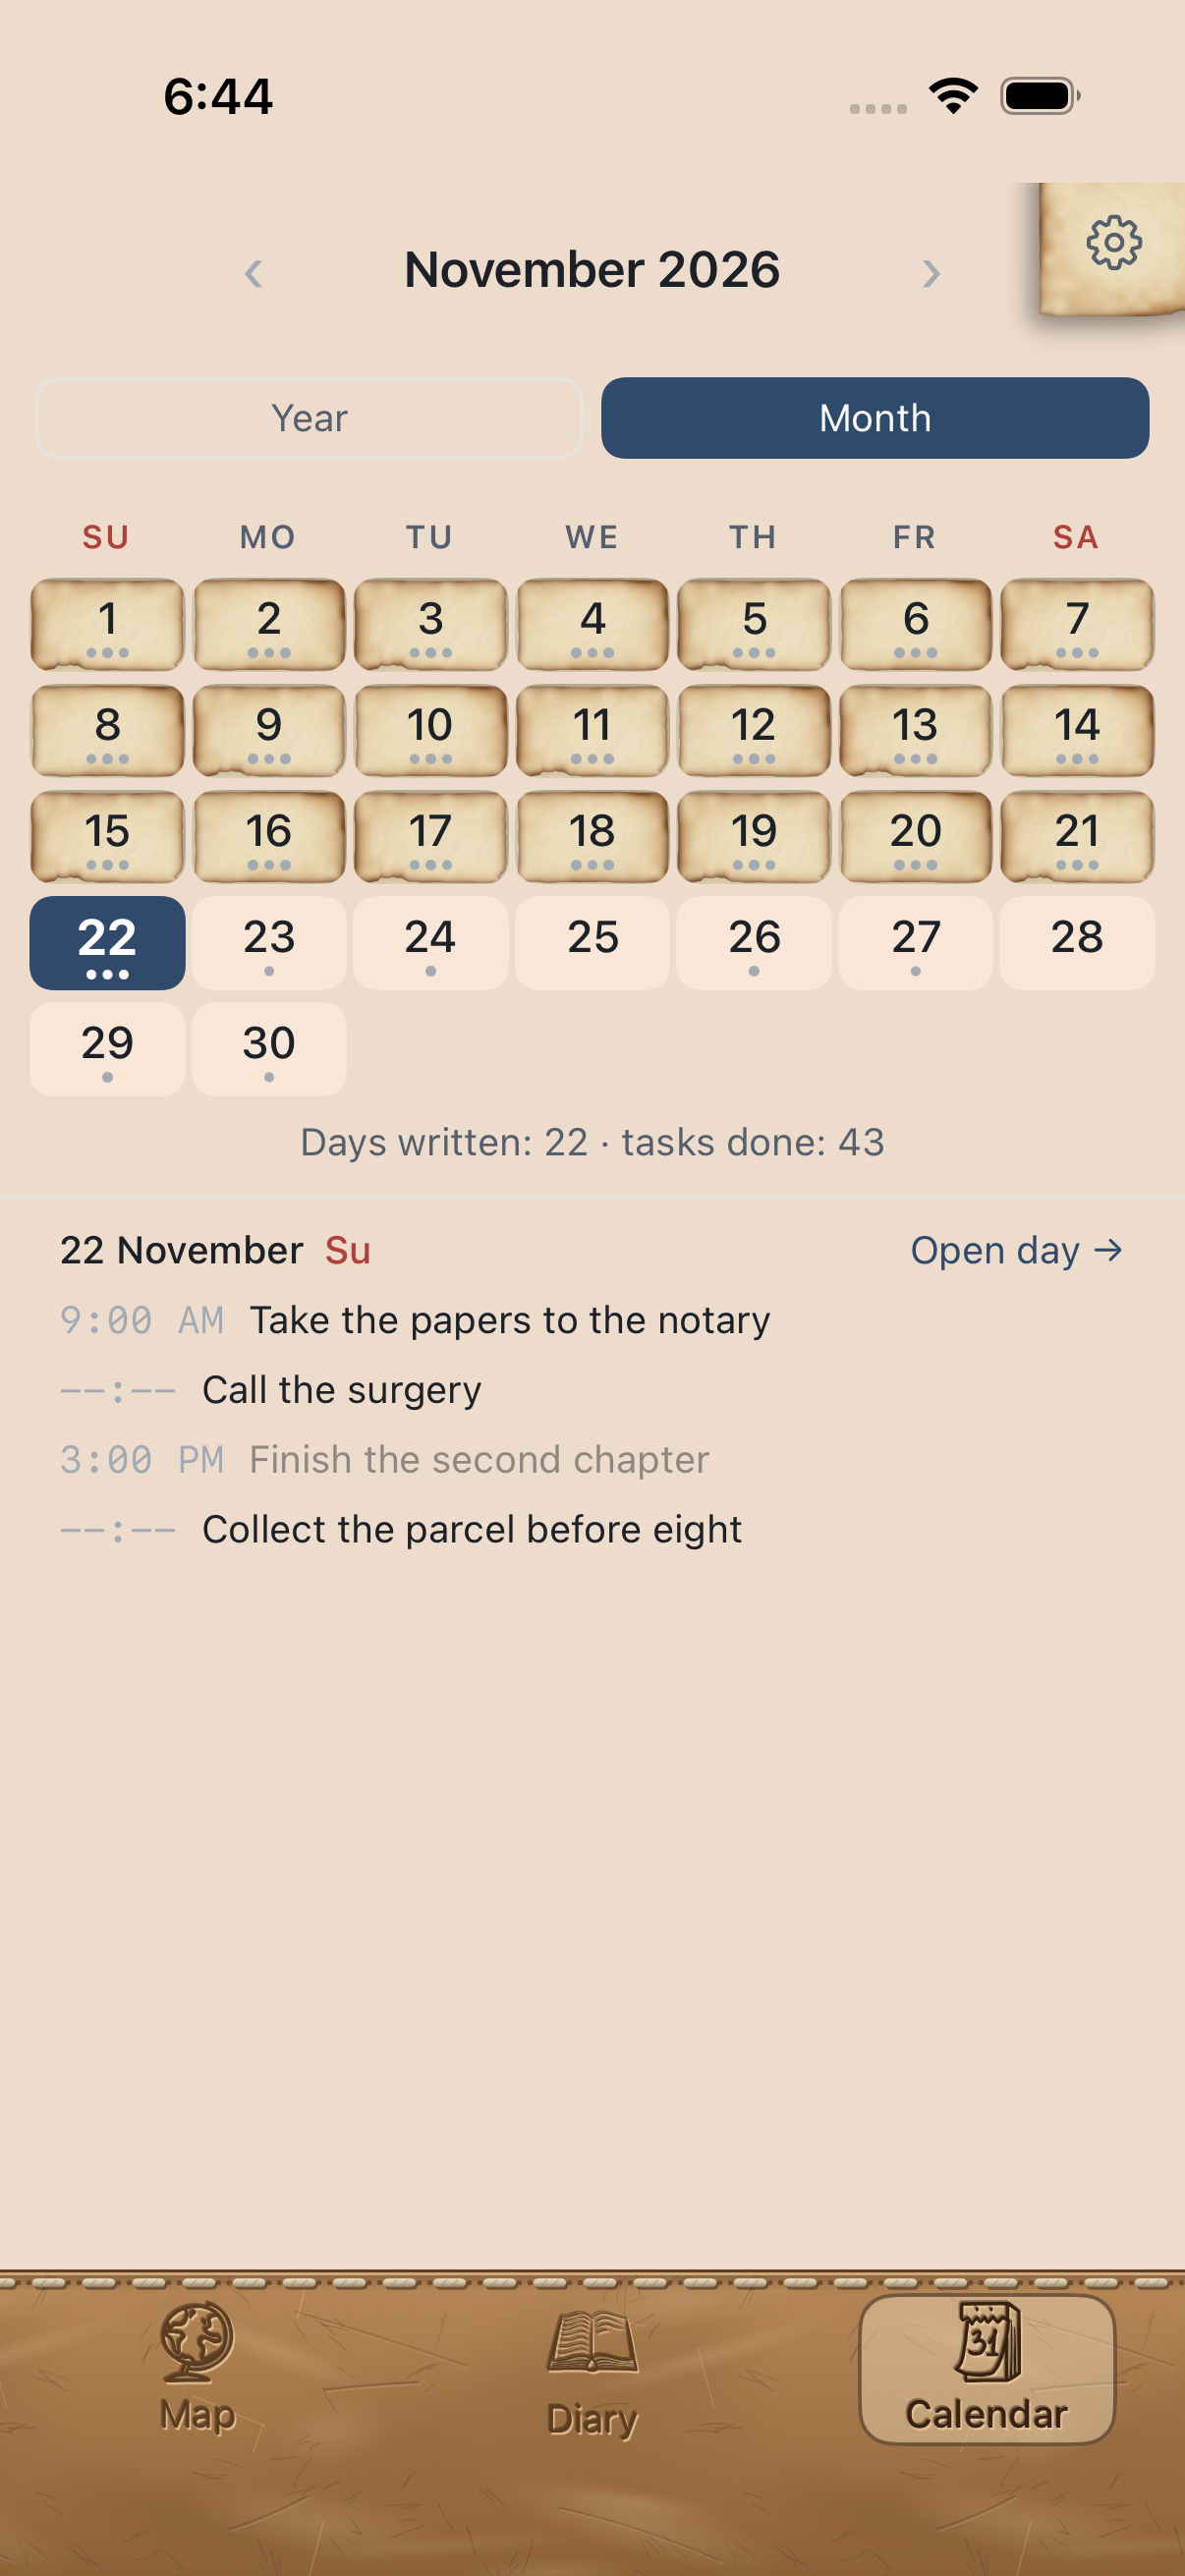 6:44
‹ November 2026 ›
Year Month
SU MO TU WE TH FR SA
1 2 3 4 5 6 7
8 9 10 11 12 13 14
15 16 17 18 19 20 21
22 23 24 25 26 27 28
29 30
Days written: 22 · tasks done: 43
22 November Su Open day →
9:00 AM Take the papers to the notary
--:-- Call the surgery
3:00 PM Finish the second chapter
--:-- Collect the parcel before eight
31
Map Diary Calendar